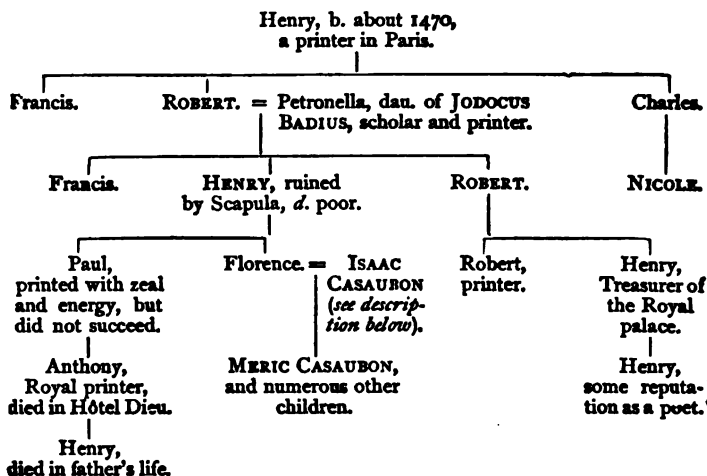 Henry, b. about 1470,
a printer in Paris.
Francis. ROBERT. = Petronella, dau. of JODOCUS Charles.
BADIUS, scholar and printer.
Francis. HENRY, ruined ROBERT. NICOLE.
by Scapula, d. poor.
Paul, Florence. = ISAAC Robert, Henry,
printed with zeal CASAUBON printer. Treasurer of
and energy, but (see descrip- the Royal
did not succeed. tion below). palace.
Anthony, MERIC CASAUBON, Henry,
Royal printer, and numerous other some reputa-
died in Hôtel Dieu. children. tion as a poet.
Henry,
died in father's life.